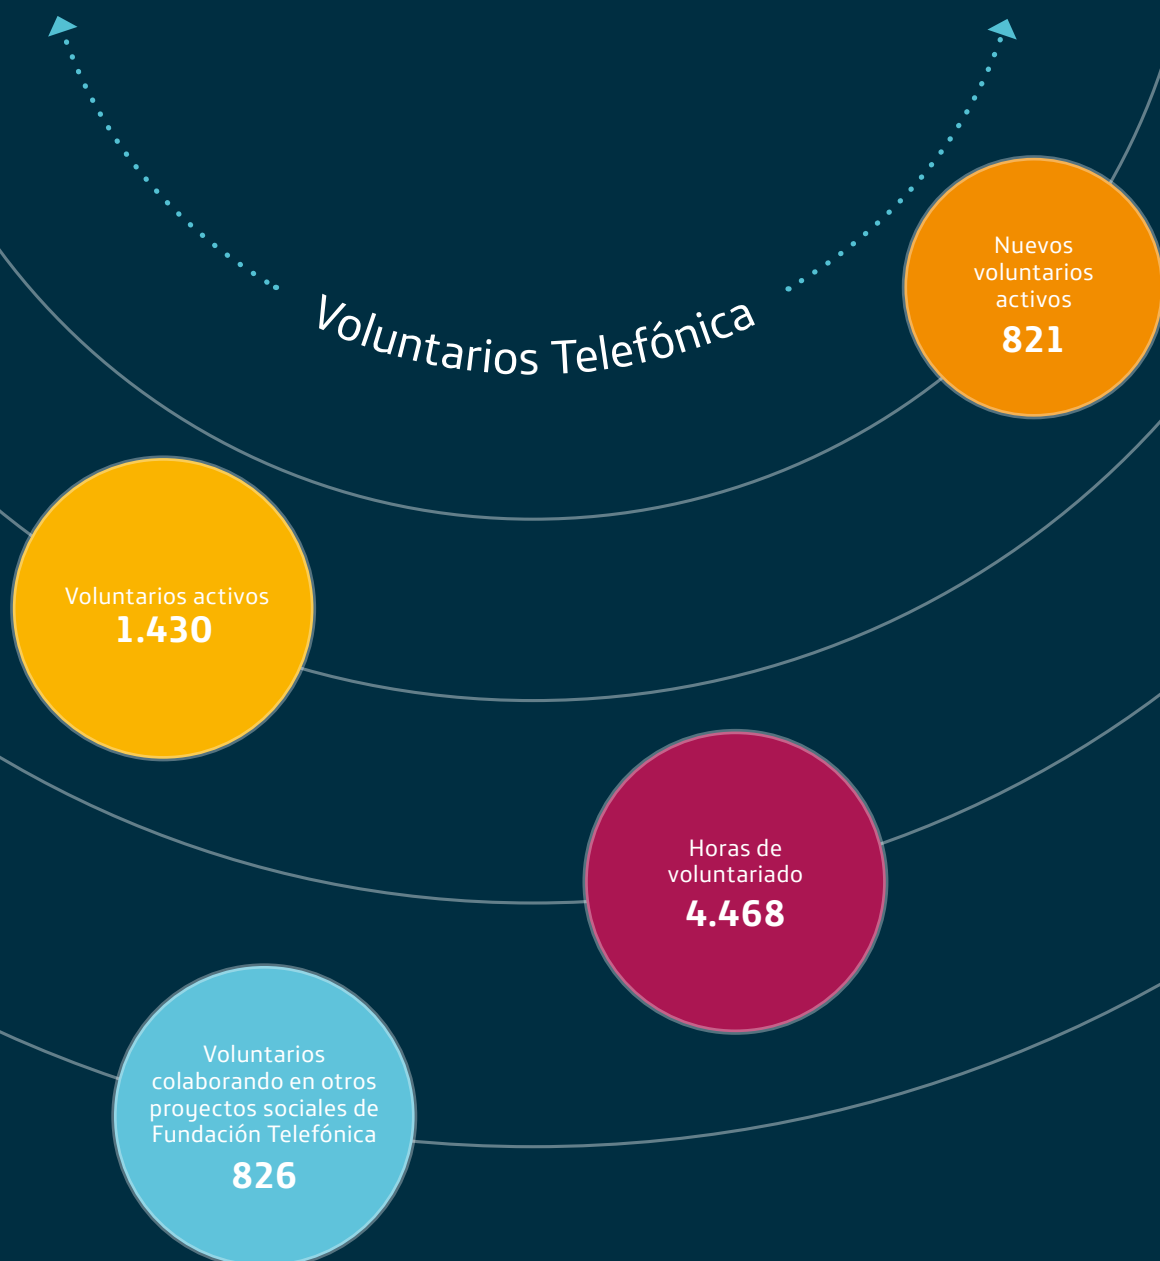 Voluntarios Telefónica
Nuevos
voluntarios
activos
821
Voluntarios activos
1.430
Horas de
voluntariado
4.468
Voluntarios
colaborando en otros
proyectos sociales de
Fundación Telefónica
826